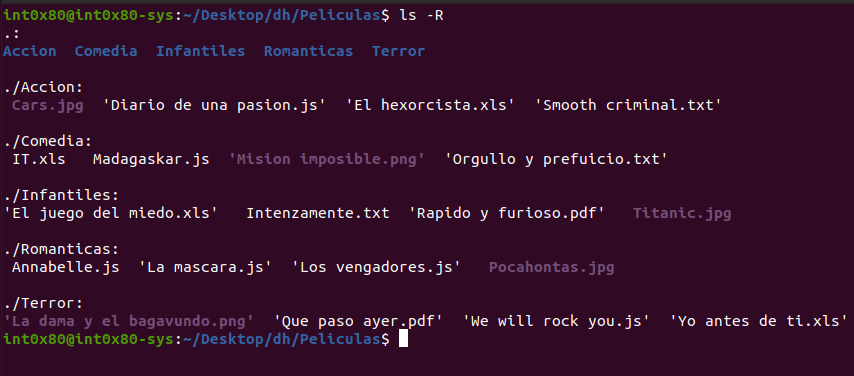 int0x80@int0x80-sys:~/Desktop/dh/Peliculas$ ls -R
.:
Accion  Comedia  Infantiles  Romanticas  Terror

./Accion:
 Cars.jpg  'Diario de una pasion.js'  'El hexorcista.xls'  'Smooth criminal.txt'

./Comedia:
 IT.xls   Madagaskar.js  'Mision imposible.png'  'Orgullo y prefuicio.txt'

./Infantiles:
'El juego del miedo.xls'   Intenzamente.txt  'Rapido y furioso.pdf'   Titanic.jpg

./Romanticas:
 Annabelle.js  'La mascara.js'  'Los vengadores.js'   Pocahontas.jpg

./Terror:
'La dama y el bagavundo.png'  'Que paso ayer.pdf'  'We will rock you.js'  'Yo antes de ti.xls'
int0x80@int0x80-sys:~/Desktop/dh/Peliculas$